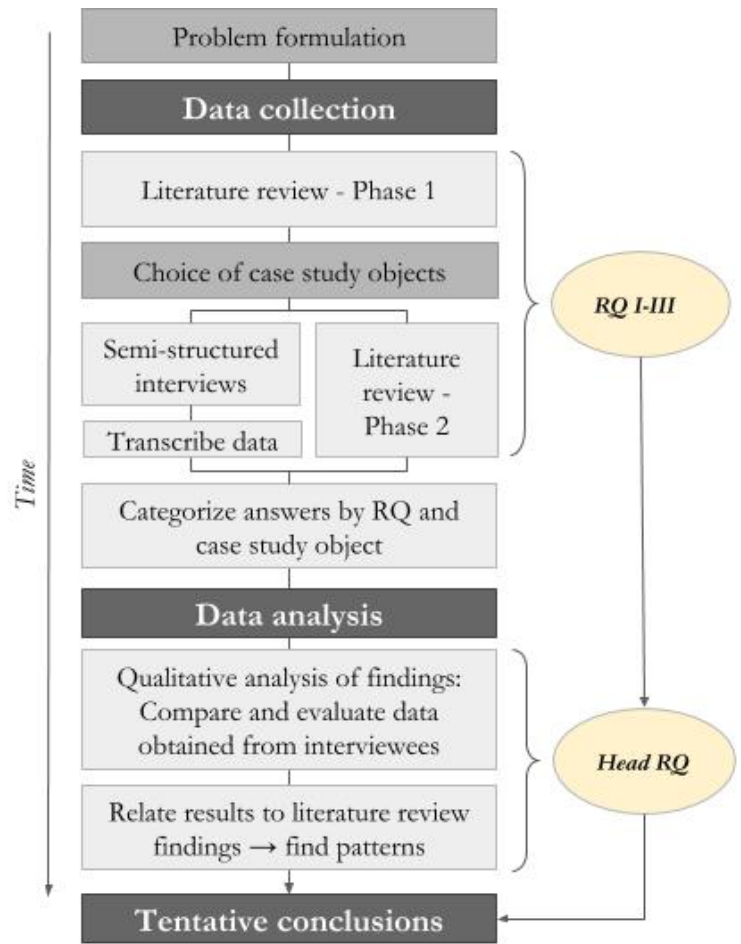 Problem formulation
Data collection
Literature review - Phase 1
Choice of case study objects
RQ I-III
Semi-structured
interviews
Transcribe data
Literature
review -
Phase 2
Time
Categorize answers by RQ and
case study object
Data analysis
Qualitative analysis of findings:
Compare and evaluate data
obtained from interviewees
Head RQ
Relate results to literature review
findings → find patterns
Tentative conclusions